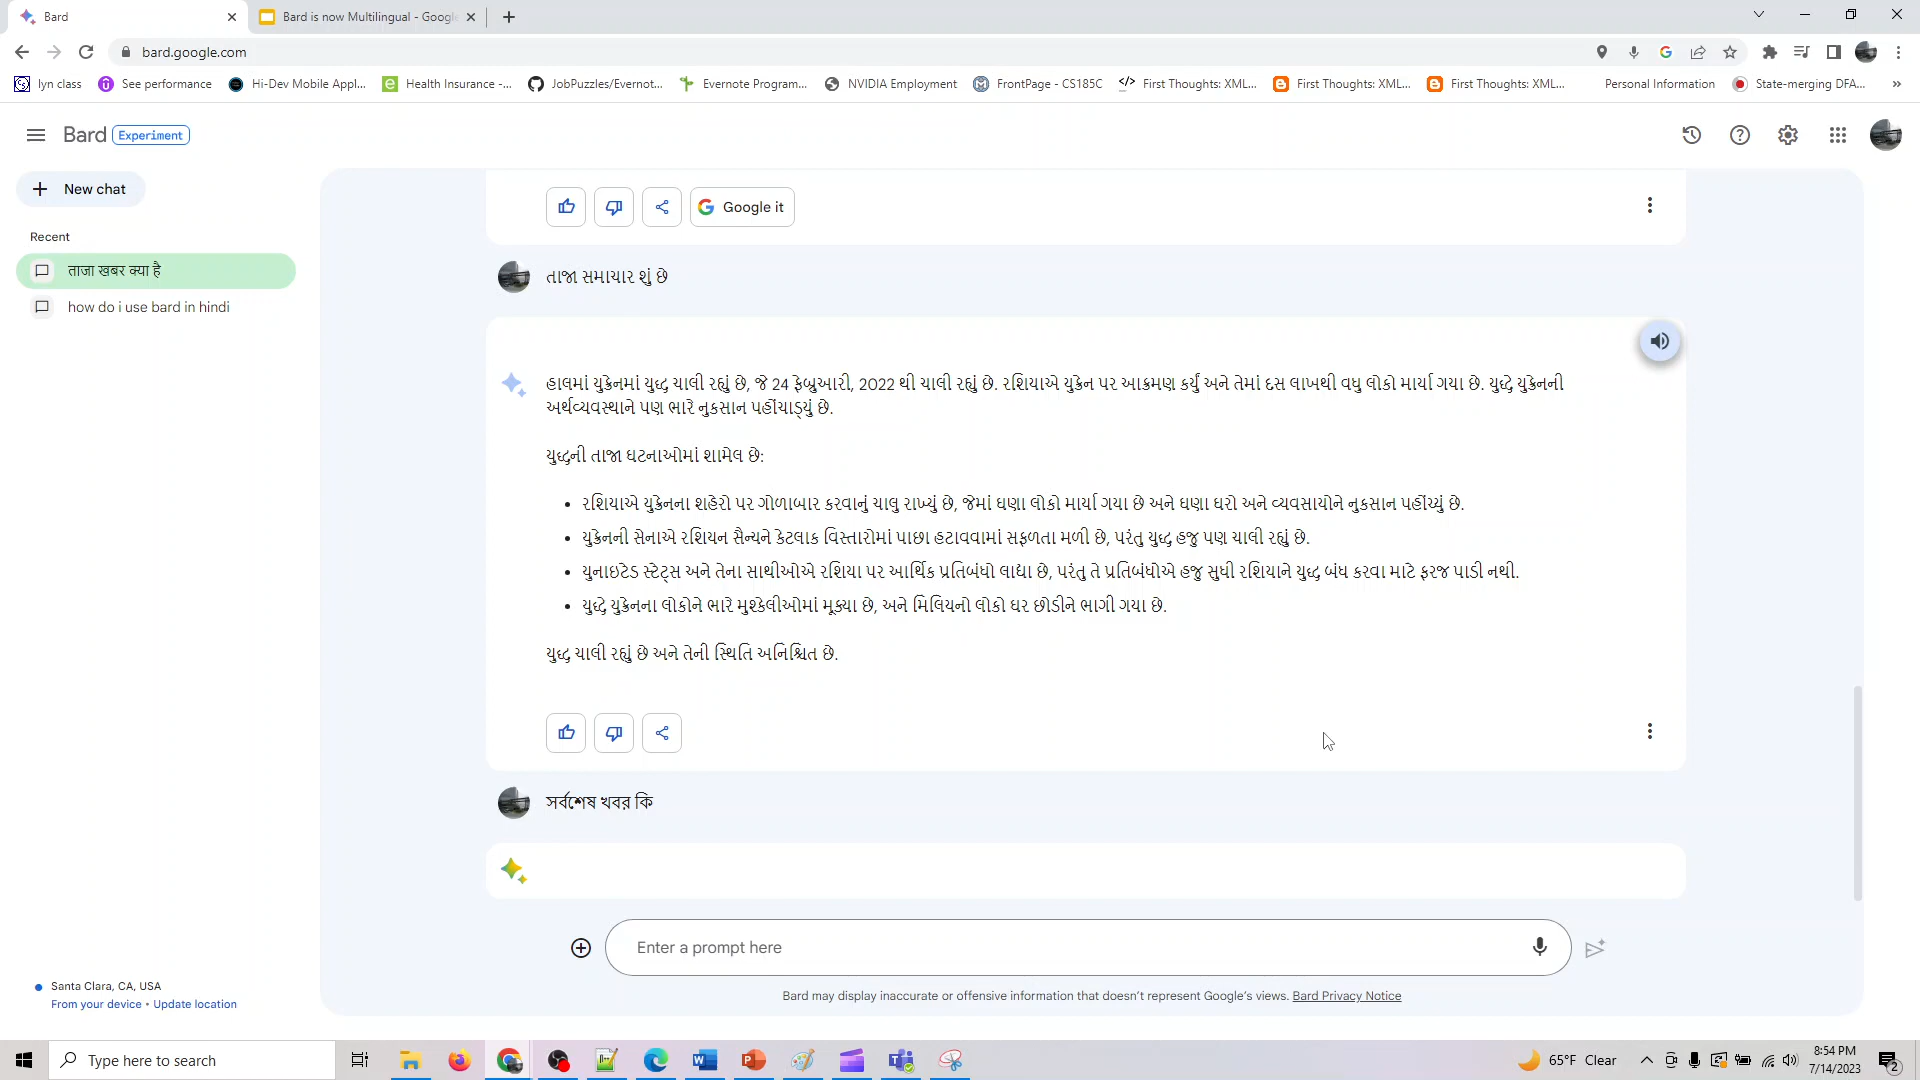 Bard
Bard is now Multilingual - Google
bard.google.com
lyn class
See performance
Hi-Dev Mobile Appl...
Health Insurance -...
JobPuzzles/Evernot...
Evernote Program...
NVIDIA Employment
FrontPage - CS185C
First Thoughts: XML...
First Thoughts: XML...
First Thoughts: XML...
Personal Information
State-merging DFA...
Bard Experiment
New chat
Recent
ताजा खबर क्या है
how do i use bard in hindi
Google it
તાજા સમાચાર શું છે
હાલમાં યુક્રેનમાં યુદ્ધ ચાલી રહ્યું છે, જે 24 ફેબ્રુઆરી, 2022 થી ચાલી રહ્યું છે. રશિયાએ યુક્રેન પર આક્રમણ કર્યું અને તેમાં દસ લાખથી વધુ લોકો માર્યા ગયા છે. યુદ્ધે યુક્રેનની
અર્થવ્યવસ્થાને પણ ભારે નુકસાન પહોંચાડ્યું છે.
યુદ્ધની તાજા ઘટનાઓમાં શામેલ છે:
• રશિયાએ યુક્રેનના શહેરો પર ગોળાબાર કરવાનું ચાલુ રાખ્યું છે, જેમાં ઘણા લોકો માર્યા ગયા છે અને ઘણા ઘરો અને વ્યવસાયોને નુકસાન પહોંચ્યું છે.
• યુક્રેનની સેનાએ રશિયન સૈન્યને કેટલાક વિસ્તારોમાં પાછા હટાવવામાં સફળતા મળી છે, પરંતુ યુદ્ધ હજુ પણ ચાલી રહ્યું છે.
• યુનાઇટેડ સ્ટેટ્સ અને તેના સાથીઓએ રશિયા પર આર્થિક પ્રતિબંધો લાદ્યા છે, પરંતુ તે પ્રતિબંધોએ હજુ સુધી રશિયાને યુદ્ધ બંધ કરવા માટે ફરજ પાડી નથી.
• યુદ્ધે યુક્રેનના લોકોને ભારે મુશ્કેલીઓમાં મૂક્યા છે, અને મિલિયનો લોકો ઘર છોડીને ભાગી ગયા છે.
યુદ્ધ ચાલી રહ્યું છે અને તેની સ્થિતિ અનિશ્ચિત છે.
সর্বশেষ খবর কি
Enter a prompt here
Santa Clara, CA, USA
From your device • Update location
Bard may display inaccurate or offensive information that doesn't represent Google's views. Bard Privacy Notice
Type here to search
65°F Clear
8:54 PM
7/14/2023
2